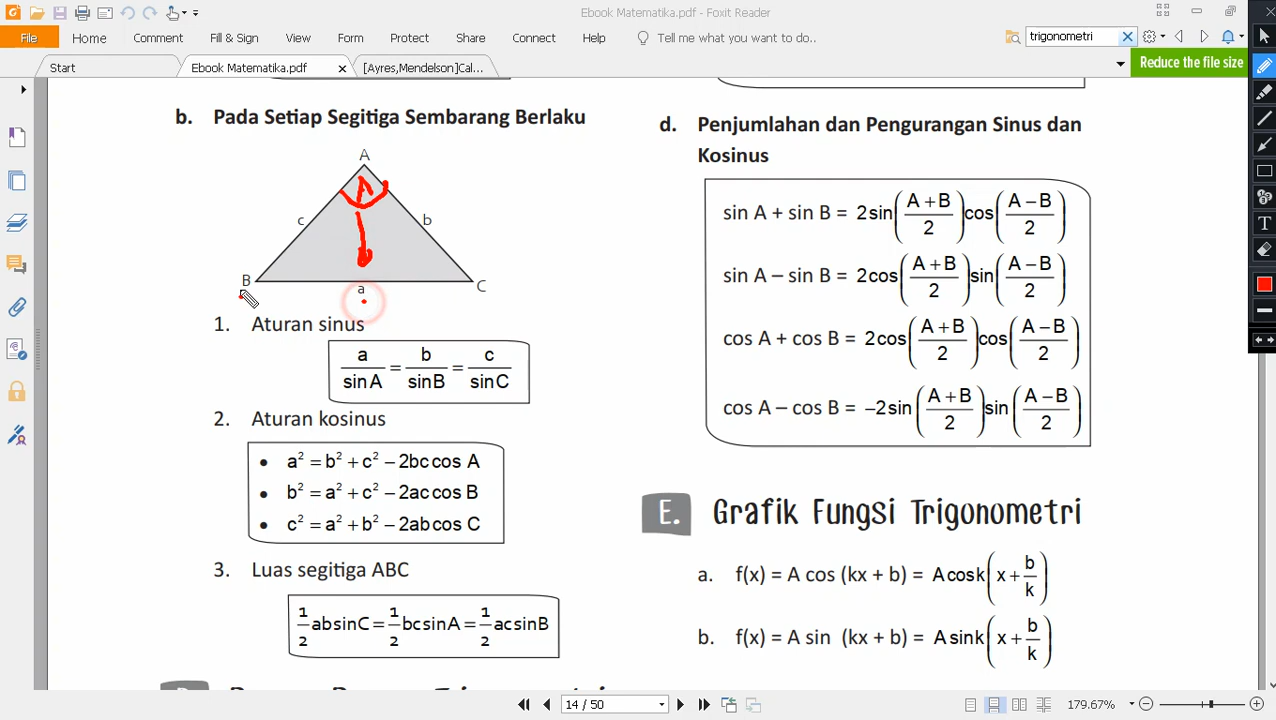 Ebook Matematika.pdf - Foxit Reader
File Home Comment Fill & Sign View Form Protect Share Connect Help Tell me what you want to do.. trigonometri
Start Ebook Matematika.pdf [Ayres,Mendelson]Cal... Reduce the file size
b. Pada Setiap Segitiga Sembarang Berlaku
A
c b
B C
a
1. Aturan sinus
a/sinA = b/sinB = c/sinC
2. Aturan kosinus
• a² = b² + c² − 2bc cos A
• b² = a² + c² − 2ac cos B
• c² = a² + b² − 2ab cos C
3. Luas segitiga ABC
1/2 absinC = 1/2 bcsinA = 1/2 acsinB
d. Penjumlahan dan Pengurangan Sinus dan
Kosinus
sin A + sin B = 2sin((A + B)/2)cos((A − B)/2)
sin A − sin B = 2cos((A + B)/2)sin((A − B)/2)
cos A + cos B = 2cos((A + B)/2)cos((A − B)/2)
cos A − cos B = −2sin((A + B)/2)sin((A − B)/2)
E. Grafik Fungsi Trigonometri
a. f(x) = A cos (kx + b) = A cosk(x + b/k)
b. f(x) = A sin (kx + b) = A sink(x + b/k)
14 / 50 179.67%